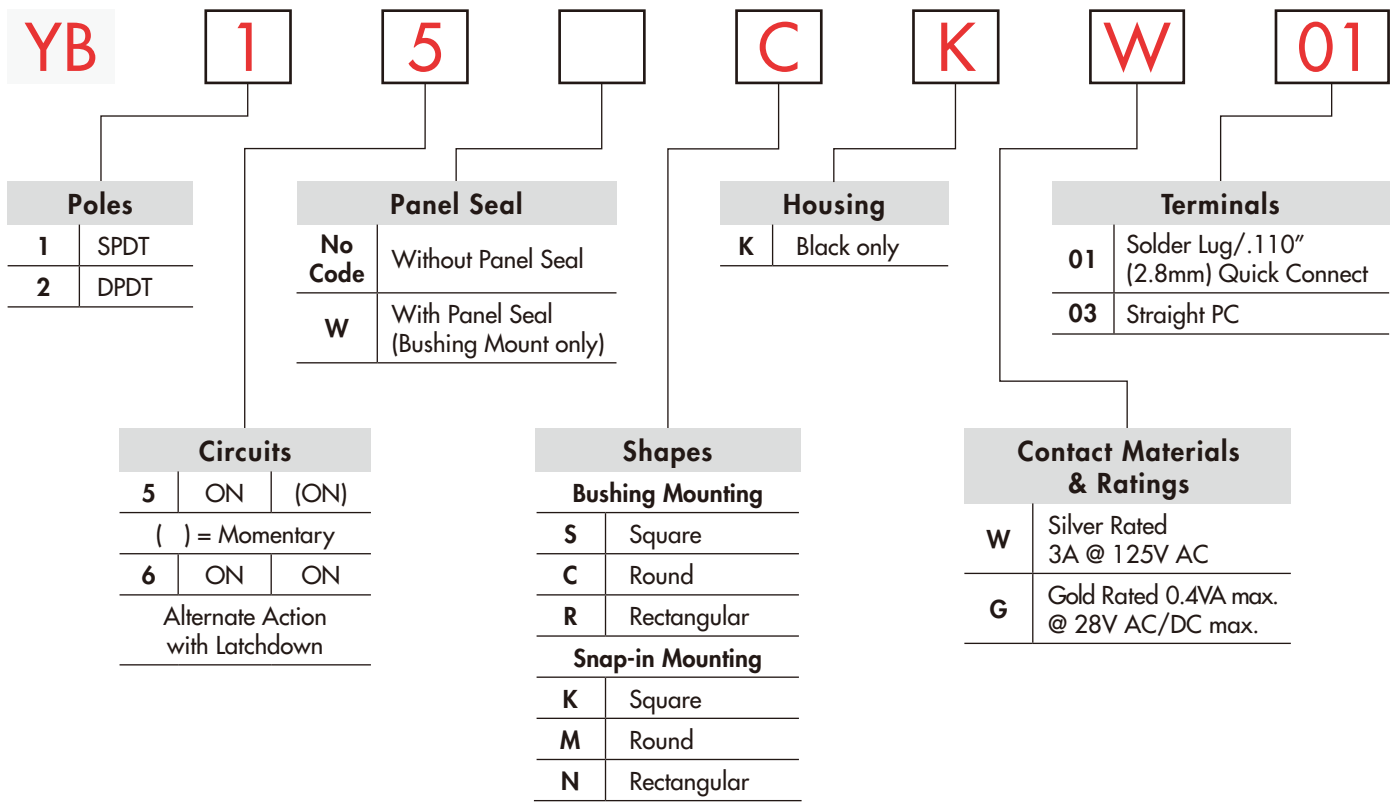 YB 1 5 C K W 01
Poles
1 SPDT
2 DPDT
Panel Seal
No
Code
Without Panel Seal
W
With Panel Seal
(Bushing Mount only)
Housing
K Black only
Terminals
01
Solder Lug/.110”
(2.8mm) Quick Connect
03 Straight PC
Circuits
5 ON (ON)
( ) = Momentary
6 ON ON
Alternate Action
with Latchdown
Shapes
Bushing Mounting
S Square
C Round
R Rectangular
Snap-in Mounting
K Square
M Round
N Rectangular
Contact Materials
& Ratings
W
Silver Rated
3A @ 125V AC
G
Gold Rated 0.4VA max.
@ 28V AC/DC max.